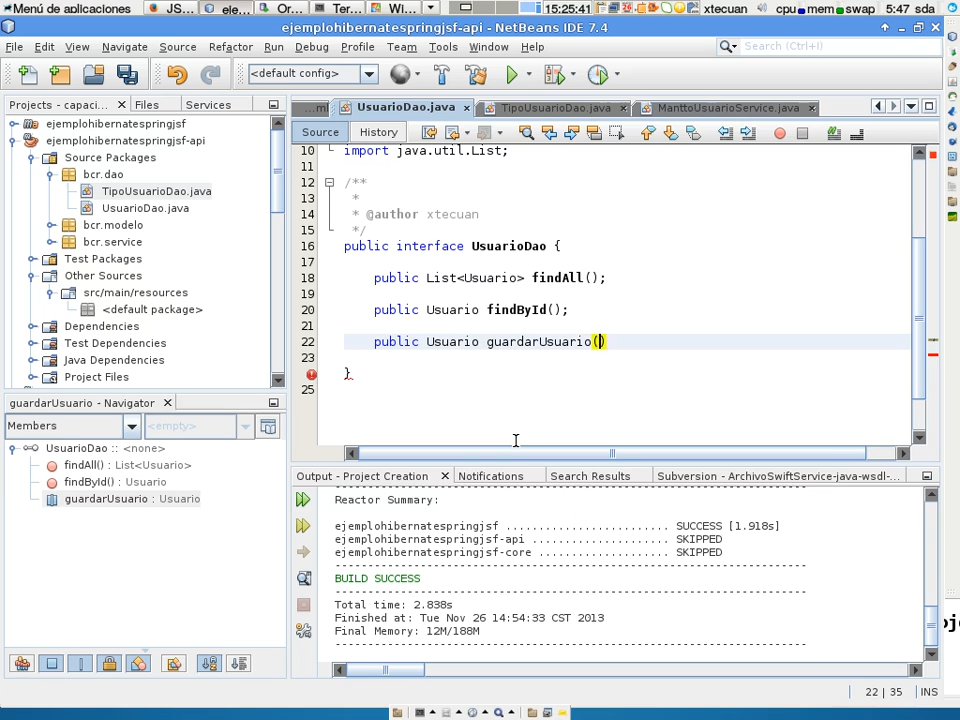 Menú de aplicaciones
JS...
ele...
Or...
Ter...
Wi...
15:25:41
xtecuan
cpu
mem
swap
5:47
sda
ejemplohibernatespringjsf-api - NetBeans IDE 7.4
File Edit View Navigate Source Refactor Run Debug Profile Team Tools Window Help
Search (Ctrl+I)
<default config>
Projects - capaci...
Files
Services
...m
UsuarioDao.java
TipoUsuarioDao.java
ManttoUsuarioService.java
Source
History
ejemplohibernatespringjsf
ejemplohibernatespringjsf-api
Source Packages
bcr.dao
TipoUsuarioDao.java
UsuarioDao.java
bcr.modelo
bcr.service
Test Packages
Other Sources
src/main/resources
<default package>
Dependencies
Test Dependencies
Java Dependencies
Project Files
10 import java.util.List;
11
12 /**
13 *
14 * @author xtecuan
15 */
16 public interface UsuarioDao {
17
18 public List<Usuario> findAll();
19
20 public Usuario findById();
21
22 public Usuario guardarUsuario()
23
}
25
guardarUsuario - Navigator
Members
<empty>
UsuarioDao :: <none>
findAll() : List<Usuario>
findById() : Usuario
guardarUsuario : Usuario
Output - Project Creation
Notifications
Search Results
Subversion - ArchivoSwiftService-java-wsdl-...
------------------------------------------------------------------------
Reactor Summary:
ejemplohibernatespringjsf ........................ SUCCESS [1.918s]
ejemplohibernatespringjsf-api .................... SKIPPED
ejemplohibernatespringjsf-core ................... SKIPPED
------------------------------------------------------------------------
BUILD SUCCESS
------------------------------------------------------------------------
Total time: 2.838s
Finished at: Tue Nov 26 14:54:33 CST 2013
Final Memory: 12M/188M
------------------------------------------------------------------------
22 | 35
INS